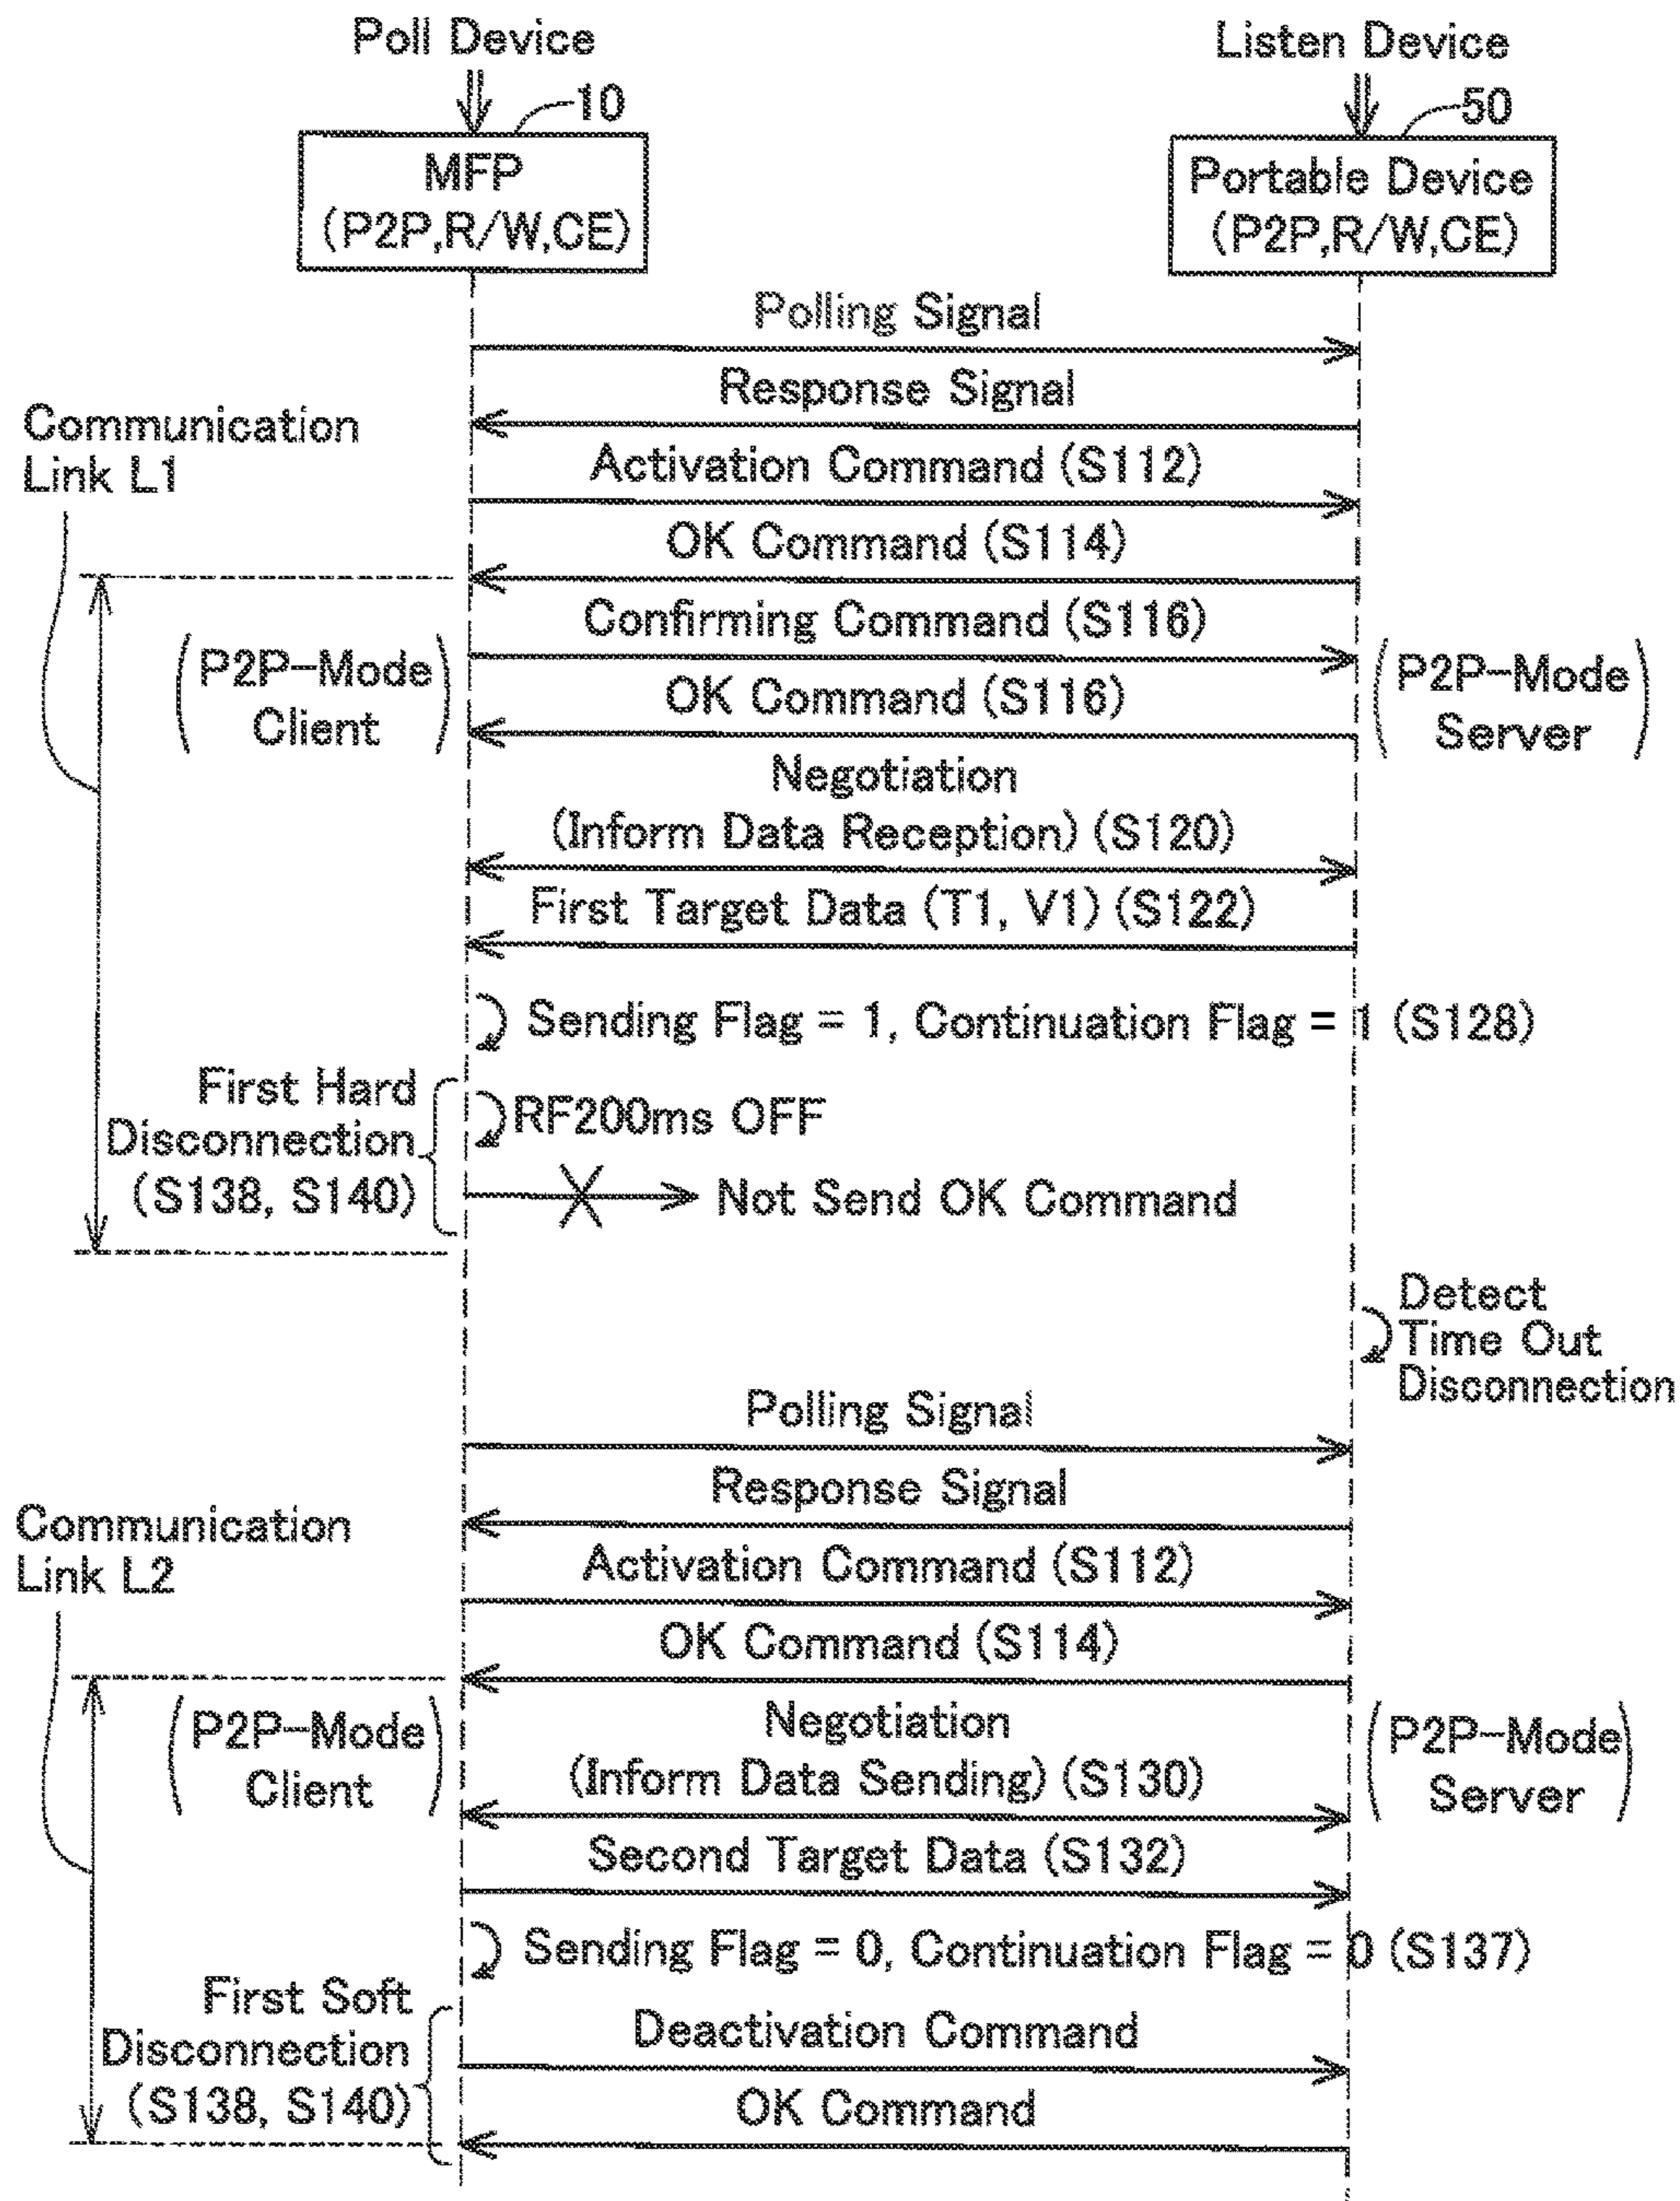 Poll Device
Listen Device
10
50
MFP
(P2P,R/W,CE)
Portable Device
(P2P,R/W,CE)
Polling Signal
Response Signal
Communication
Link L1
Activation Command (S112)
OK Command (S114)
Confirming Command (S116)
(P2P-Mode
Client)
OK Command (S116)
(P2P-Mode
Server)
Negotiation
(Inform Data Reception) (S120)
First Target Data (T1, V1) (S122)
Sending Flag = 1, Continuation Flag = 1 (S128)
First Hard
Disconnection
(S138, S140)
RF200ms OFF
Not Send OK Command
Detect
Time Out
Disconnection
Polling Signal
Response Signal
Communication
Link L2
Activation Command (S112)
OK Command (S114)
(P2P-Mode
Client)
Negotiation
(Inform Data Sending) (S130)
(P2P-Mode
Server)
Second Target Data (S132)
Sending Flag = 0, Continuation Flag = 0 (S137)
First Soft
Disconnection
(S138, S140)
Deactivation Command
OK Command